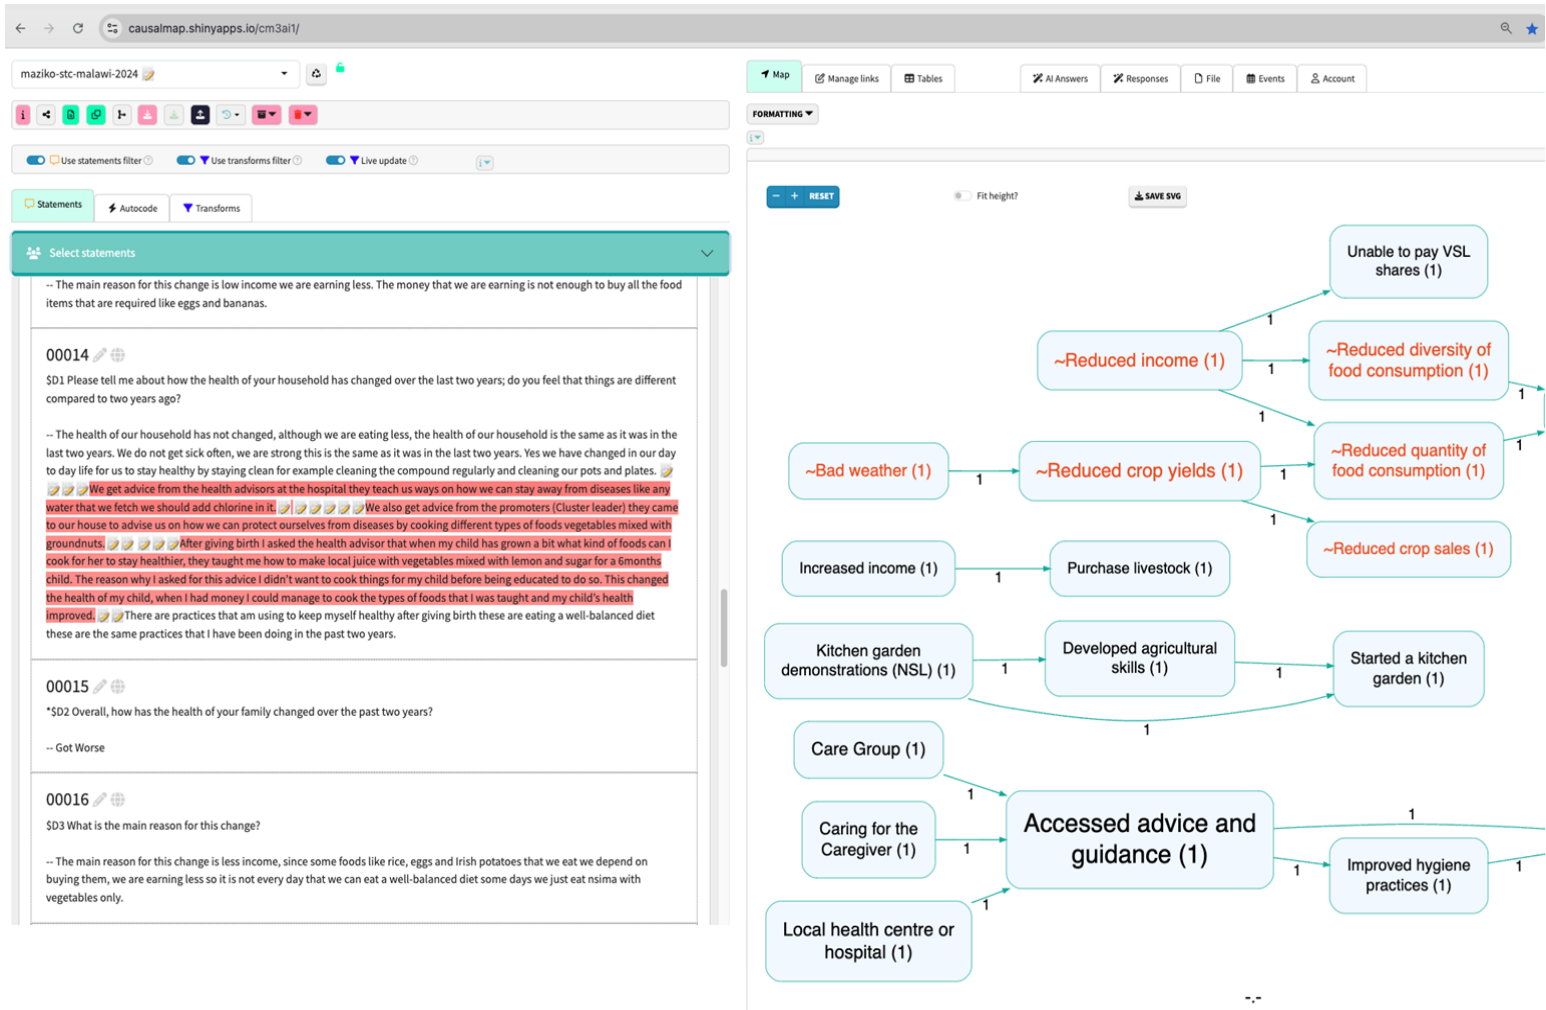 causalmap.shinyapps.io/cm3ai1/
maziko-stc-malawi-2024
Use statements filter
Use transforms filter
Live update
Statements
Autocode
Transforms
Select statements
-- The main reason for this change is low income we are earning less. The money that we are earning is not enough to buy all the food
items that are required like eggs and bananas.
00014
$D1 Please tell me about how the health of your household has changed over the last two years; do you feel that things are different
compared to two years ago?
-- The health of our household has not changed, although we are eating less, the health of our household is the same as it was in the
last two years. We do not get sick often, we are strong this is the same as it was in the last two years. Yes we have changed in our day
to day life for us to stay healthy by staying clean for example cleaning the compound regularly and cleaning our pots and plates.
We get advice from the health advisors at the hospital they teach us ways on how we can stay away from diseases like any
water that we fetch we should add chlorine in it. We also get advice from the promoters (Cluster leader) they came
to our house to advise us on how we can protect ourselves from diseases by cooking different types of foods vegetables mixed with
groundnuts. After giving birth I asked the health advisor that when my child has grown a bit what kind of foods can I
cook for her to stay healthier, they taught me how to make local juice with vegetables mixed with lemon and sugar for a 6months
child. The reason why I asked for this advice I didn't want to cook things for my child before being educated to do so. This changed
the health of my child, when I had money I could manage to cook the types of foods that I was taught and my child's health
improved. There are practices that am using to keep myself healthy after giving birth these are eating a well-balanced diet
these are the same practices that I have been doing in the past two years.
00015
*$D2 Overall, how has the health of your family changed over the past two years?
-- Got Worse
00016
$D3 What is the main reason for this change?
-- The main reason for this change is less income, since some foods like rice, eggs and Irish potatoes that we eat we depend on
buying them, we are earning less so it is not every day that we can eat a well-balanced diet some days we just eat nsima with
vegetables only.
Map
Manage links
Tables
AI Answers
Responses
File
Events
Account
FORMATTING
RESET
Fit height?
SAVE SVG
Unable to pay VSL
shares (1)
1
~Reduced income (1)
1
~Reduced diversity of
food consumption (1)
1
1
~Bad weather (1)
1
~Reduced crop yields (1)
1
~Reduced quantity of
food consumption (1)
1
1
~Reduced crop sales (1)
Increased income (1)
1
Purchase livestock (1)
Kitchen garden
demonstrations (NSL) (1)
1
Developed agricultural
skills (1)
1
Started a kitchen
garden (1)
1
Care Group (1)
1
Caring for the
Caregiver (1)
1
Accessed advice and
guidance (1)
1
1
Improved hygiene
practices (1)
1
Local health centre or
hospital (1)
1
-.-